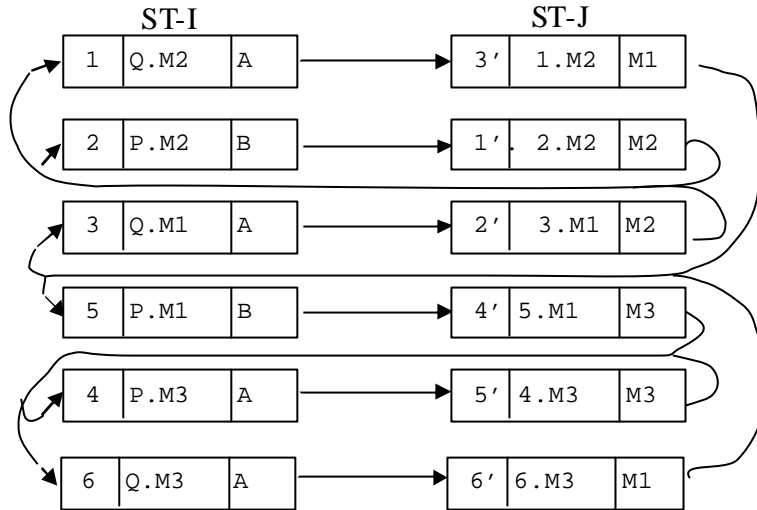 ST-I ST-J
1 Q.M2 A 3' 1.M2 M1
2 P.M2 B 1'. 2.M2 M2
3 Q.M1 A 2' 3.M1 M2
5 P.M1 B 4' 5.M1 M3
4 P.M3 A 5' 4.M3 M3
6 Q.M3 A 6' 6.M3 M1